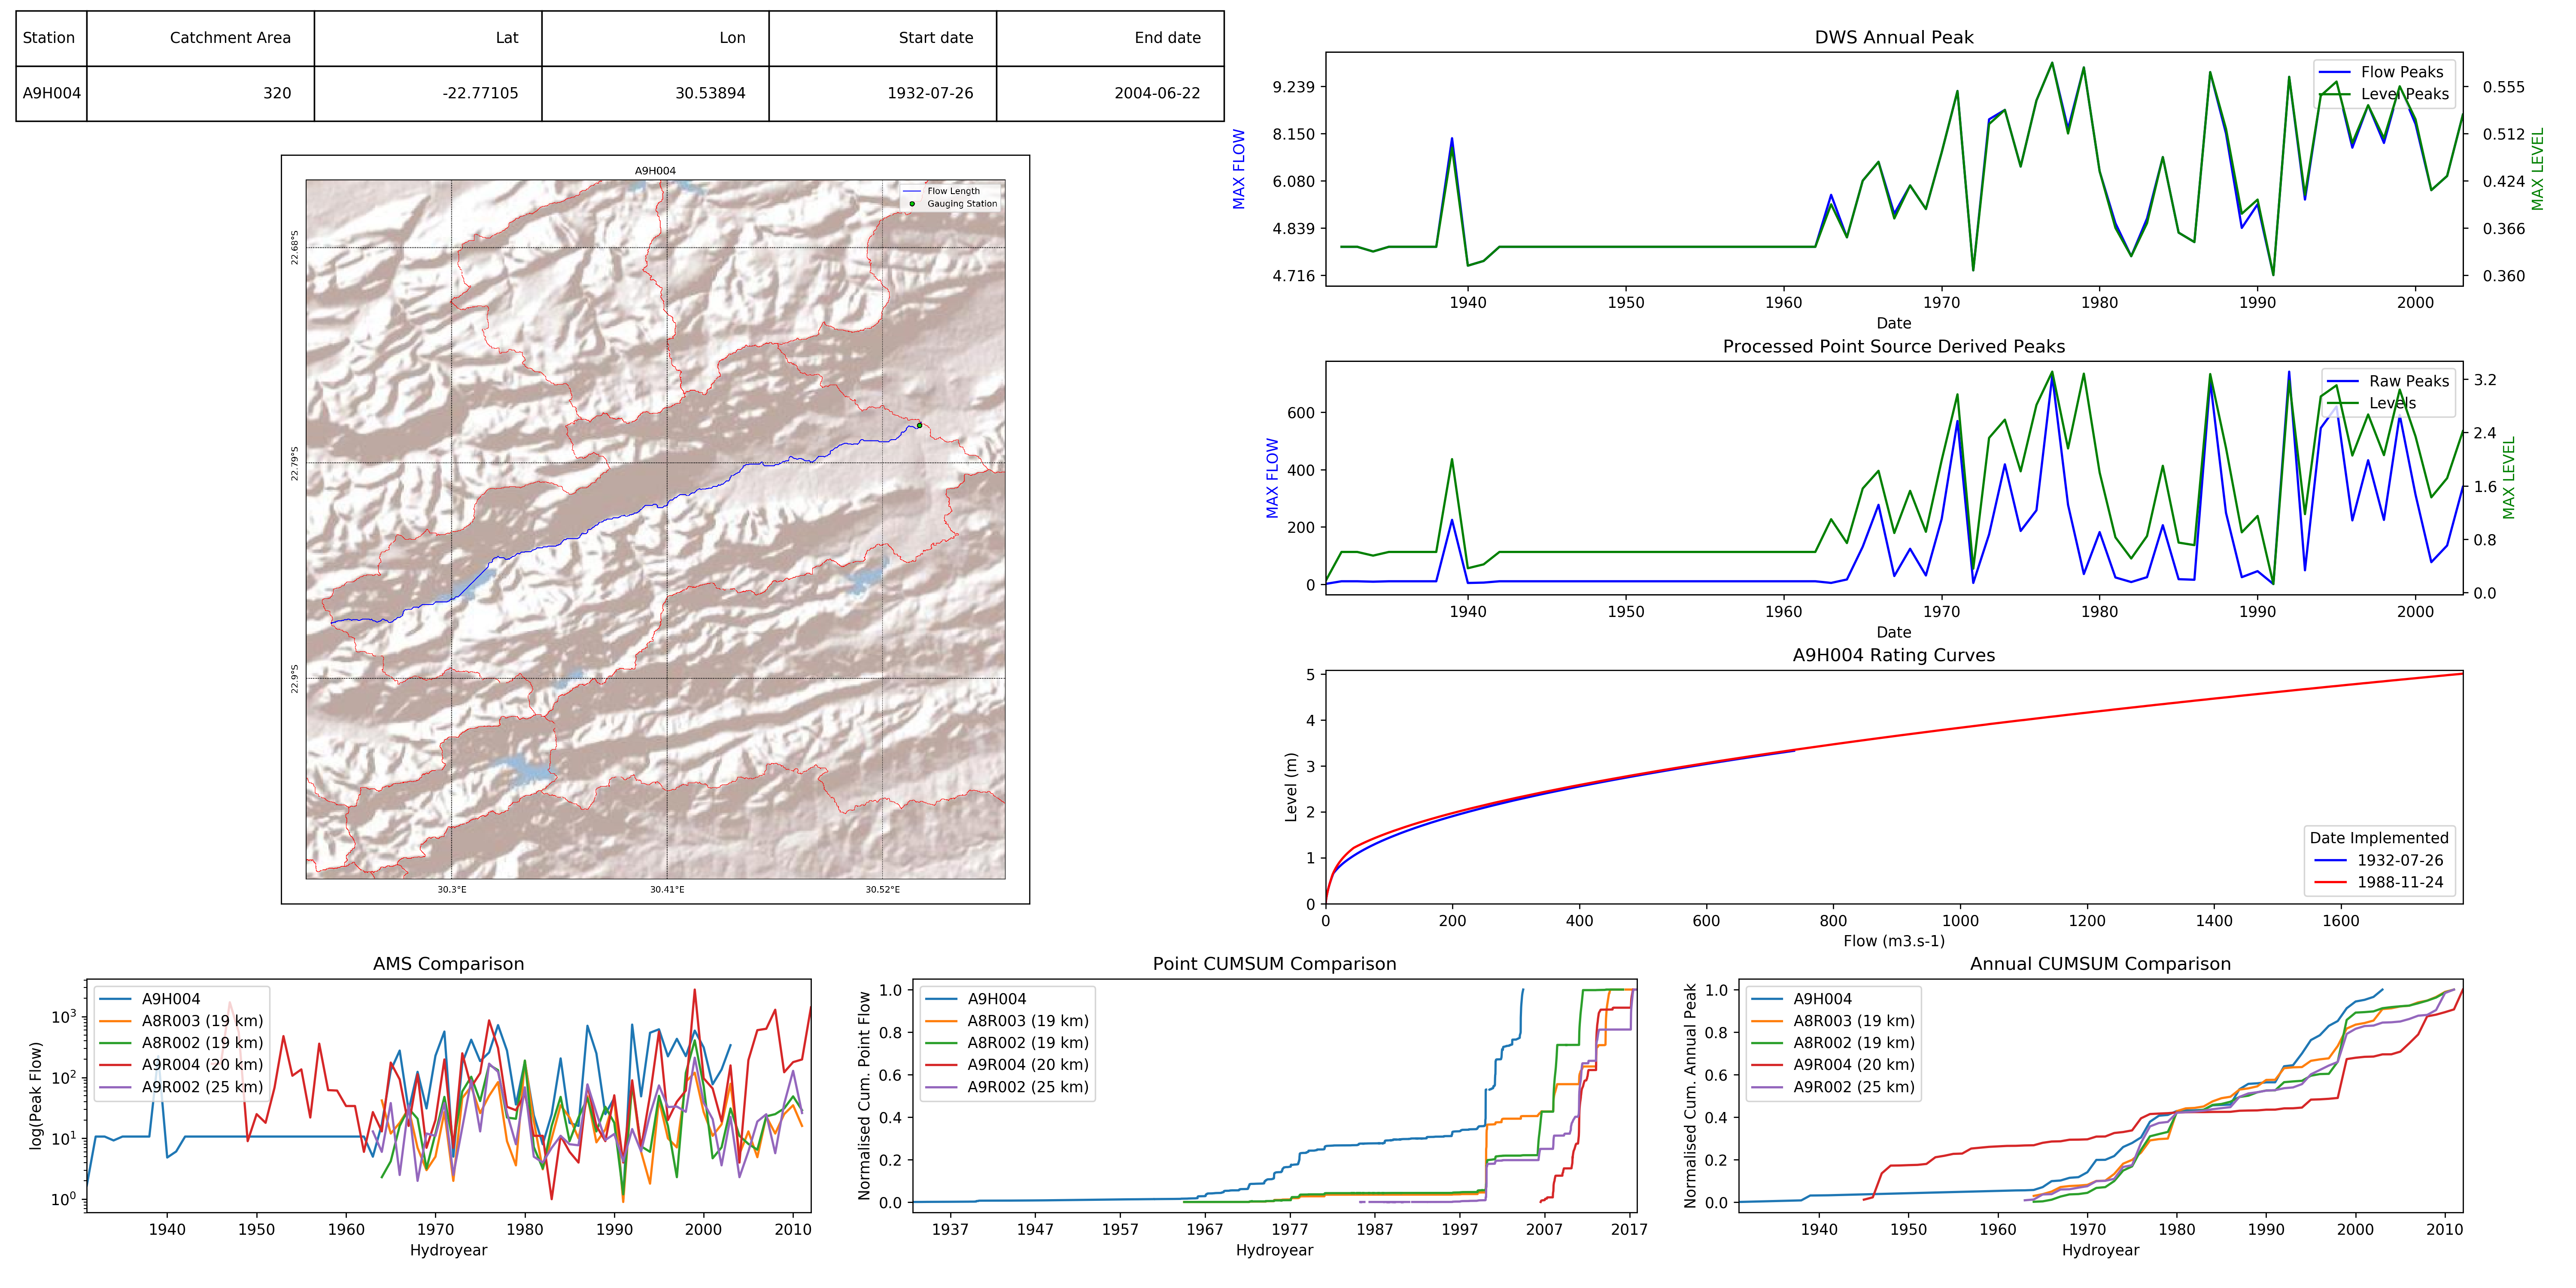 Station Catchment Area Lat Lon Start date End date
A9H004 320 -22.77105 30.53894 1932-07-26 2004-06-22
A9H004
Flow Length
Gauging Station
22.68°S
22.79°S
22.9°S
30.3°E 30.41°E 30.52°E
DWS Annual Peak
Flow Peaks
Level Peaks
MAX FLOW
9.239
8.150
6.080
4.839
4.716
0.555
0.512
0.424
0.366
0.360
MAX LEVEL
1940 1950 1960 1970 1980 1990 2000
Date
Processed Point Source Derived Peaks
Raw Peaks
Levels
MAX FLOW
600
400
200
0
3.2
2.4
1.6
0.8
0.0
MAX LEVEL
1940 1950 1960 1970 1980 1990 2000
Date
A9H004 Rating Curves
Level (m)
5
4
3
2
1
0
Date Implemented
1932-07-26
1988-11-24
0 200 400 600 800 1000 1200 1400 1600
Flow (m3.s-1)
AMS Comparison
A9H004
A8R003 (19 km)
A8R002 (19 km)
A9R004 (20 km)
A9R002 (25 km)
log(Peak Flow)
10³
10²
10¹
10⁰
1940 1950 1960 1970 1980 1990 2000 2010
Hydroyear
Point CUMSUM Comparison
A9H004
A8R003 (19 km)
A8R002 (19 km)
A9R004 (20 km)
A9R002 (25 km)
Normalised Cum. Point Flow
1.0
0.8
0.6
0.4
0.2
0.0
1937 1947 1957 1967 1977 1987 1997 2007 2017
Hydroyear
Annual CUMSUM Comparison
A9H004
A8R003 (19 km)
A8R002 (19 km)
A9R004 (20 km)
A9R002 (25 km)
Normalised Cum. Annual Peak
1.0
0.8
0.6
0.4
0.2
0.0
1940 1950 1960 1970 1980 1990 2000 2010
Hydroyear